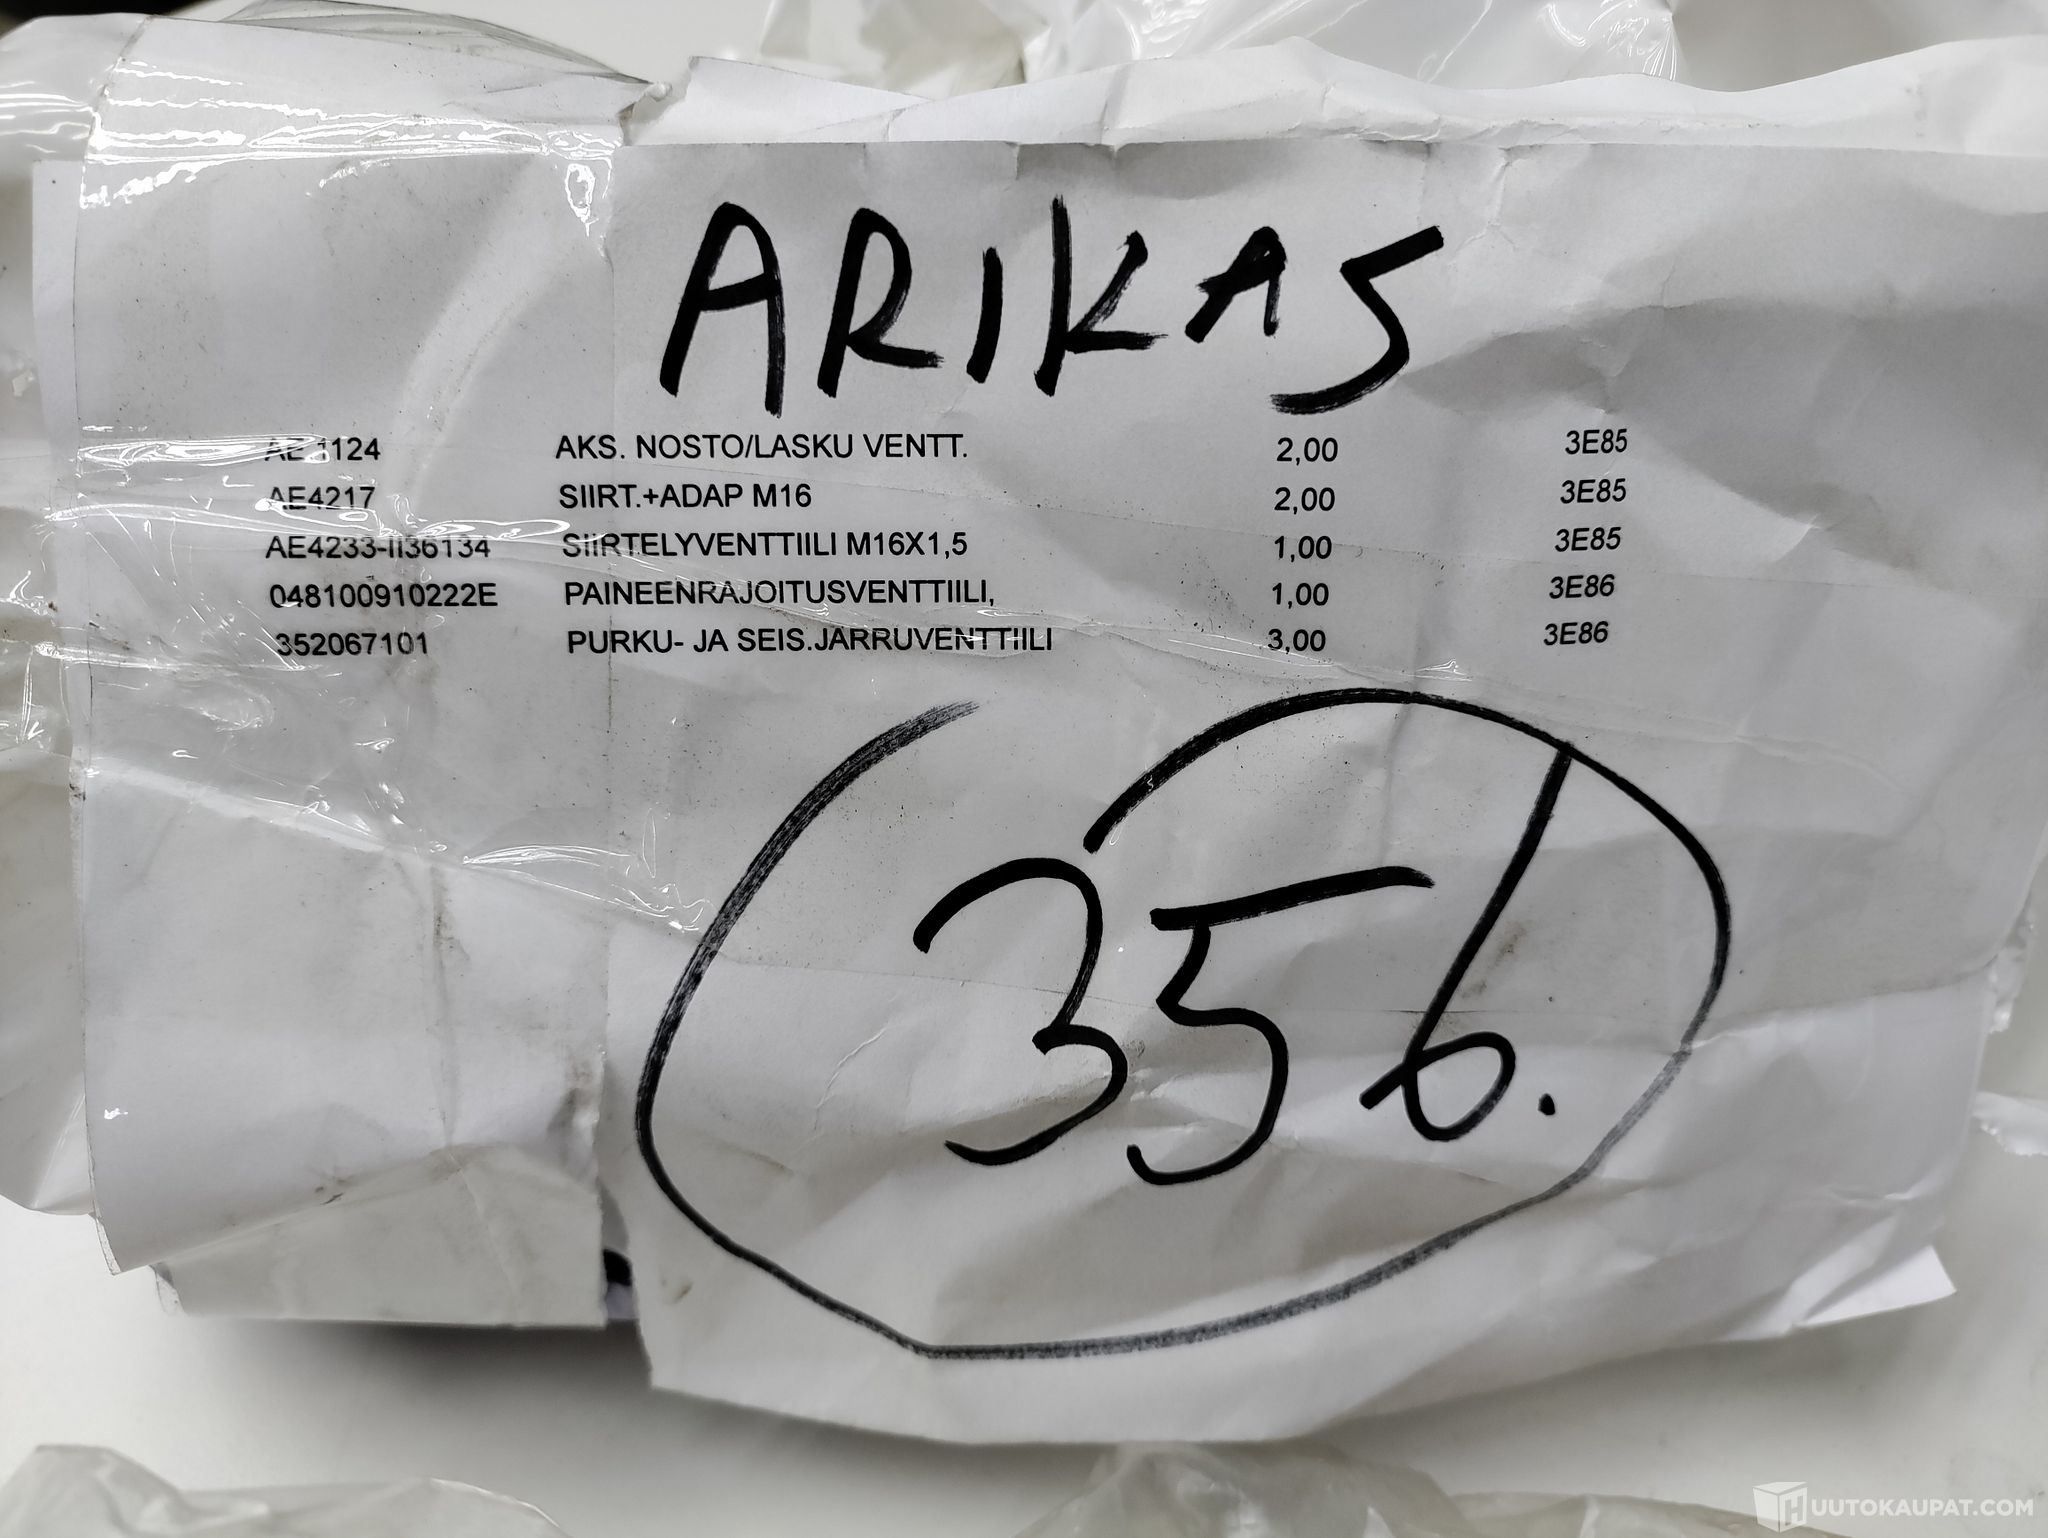 ARIKAS
AE 1124 AKS. NOSTO/LASKU VENTT. 2,00 3E85
AE4217 SIIRT.+ADAP M16 2,00 3E85
AE4233-II36134 SIIRTELYVENTTIILI M16X1,5 1,00 3E85
048100910222E PAINEENRAJOITUSVENTTIILI, 1,00 3E86
352067101 PURKU- JA SEIS.JARRUVENTTIILI 3,00 3E86
356.
HUUTOKAUPAT.COM